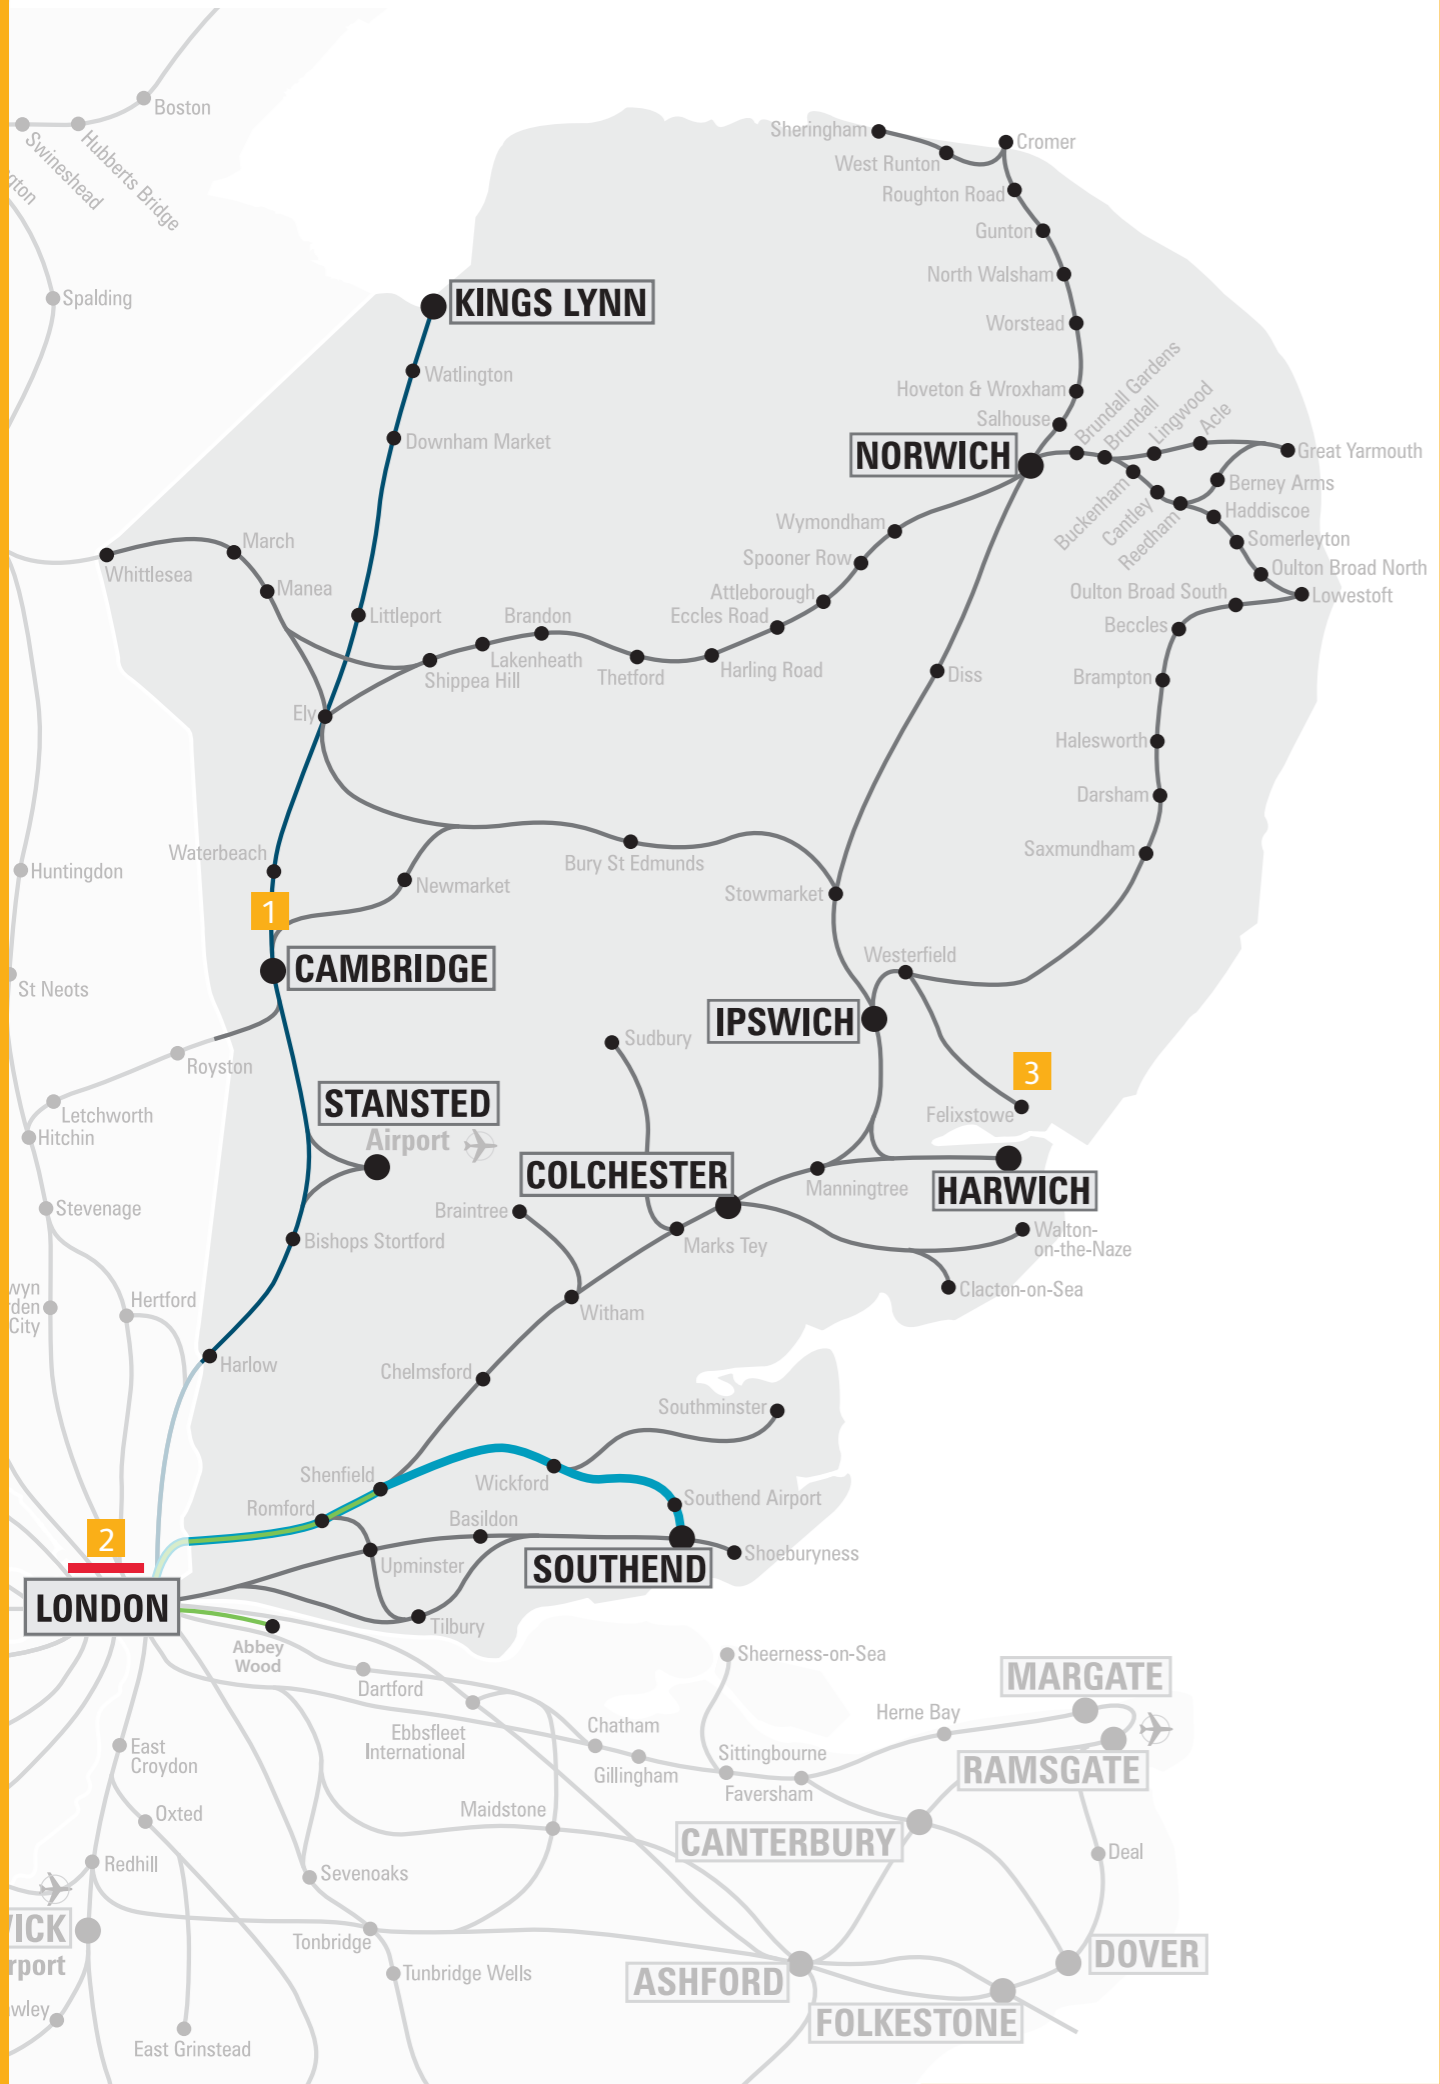 Boston
Swineshead
Hubberts Bridge
gton
Spalding
Sheringham
Cromer
West Runton
Roughton Road
Gunton
North Walsham
Worstead
Hoveton & Wroxham
Salhouse
KINGS LYNN
Watlington
Downham Market
NORWICH
Brundall Gardens
Brundall
Lingwood
Acle
Great Yarmouth
Berney Arms
Buckenham
Cantley
Reedham
Haddiscoe
Somerleyton
Oulton Broad North
Oulton Broad South
Lowestoft
Wymondham
Spooner Row
Attleborough
Eccles Road
March
Whittlesea
Manea
Littleport
Brandon
Lakenheath
Shippea Hill
Thetford
Harling Road
Diss
Beccles
Brampton
Halesworth
Darsham
Saxmundham
Ely
Waterbeach
Huntingdon
Newmarket
Bury St Edmunds
Stowmarket
1
CAMBRIDGE
St Neots
Westerfield
IPSWICH
Sudbury
Royston
3
Felixstowe
Letchworth
Hitchin
STANSTED
Airport
COLCHESTER
Manningtree
HARWICH
Stevenage
Braintree
Bishops Stortford
Marks Tey
Walton-
on-the-Naze
Clacton-on-Sea
wyn
rden
City
Hertford
Witham
Harlow
Chelmsford
Southminster
Shenfield
Wickford
Romford
Southend Airport
Basildon
2
Upminster
SOUTHEND
Shoeburyness
LONDON
Tilbury
Abbey
Wood
Dartford
Sheerness-on-Sea
MARGATE
Ebbsfleet
International
Chatham
Herne Bay
East
Croydon
Gillingham
Sittingbourne
Faversham
RAMSGATE
Oxted
Maidstone
CANTERBURY
Redhill
Sevenoaks
Deal
ICK
rport
Tonbridge
DOVER
Tunbridge Wells
ASHFORD
wley
FOLKESTONE
East Grinstead